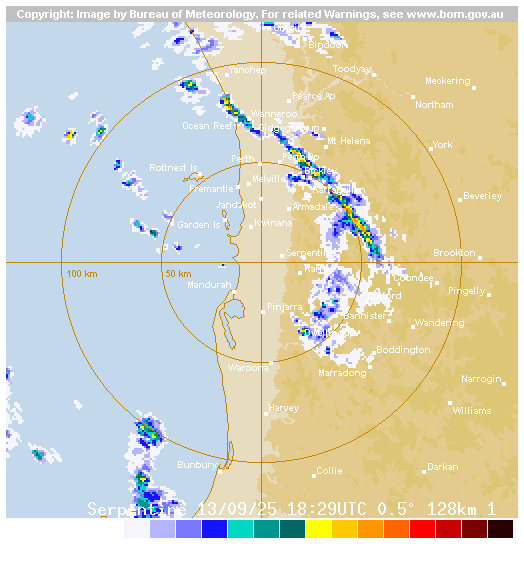 Copyright: Image by Bureau of Meteorology. For related Warnings, see www.bom.gov.au
Bindoon
Toodyay
Yanchep
Meckering
Pearce Ap
Northam
Wanneroo
Ocean Reef
Mt Helena
York
Perth
Perth Ap
Rottnest Is
Melville
Fremantle
Beverley
Jandakot
Armadale
Garden Is
Kwinana
Serpentine
Brookton
100 km
50 km
Mandurah
Pingelly
Pinjarra
Bannister
Wandering
Boddington
Waroona
Marradong
Narrogin
Harvey
Williams
Bunbury
Collie
Darkan
Serpentine 13/09/25 18:29UTC 0.5° 128km 1